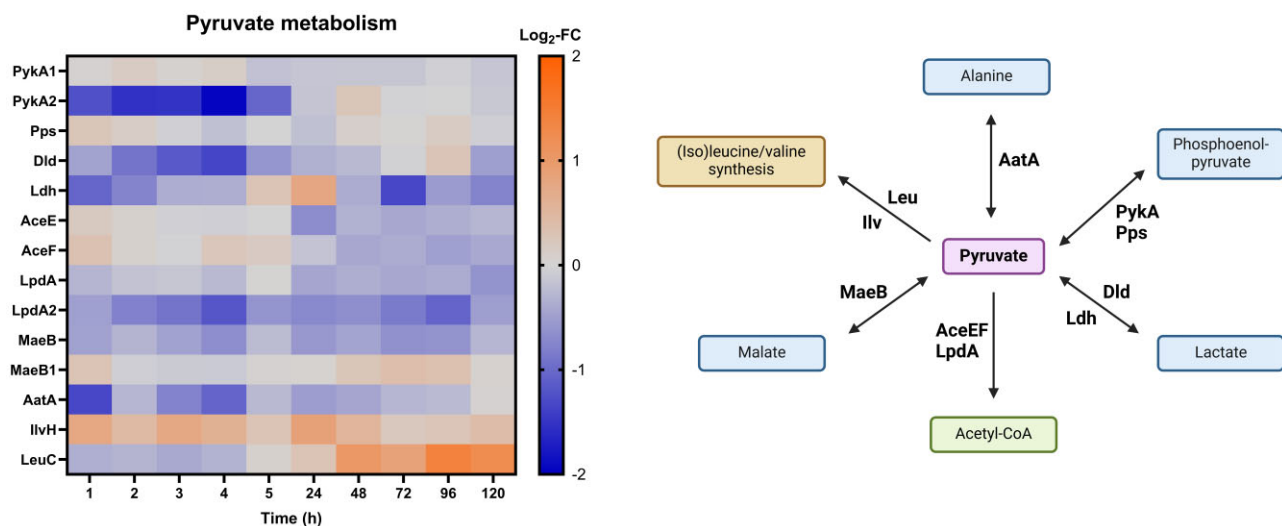 Pyruvate metabolism
Log2-FC
PykA1
PykA2
Pps
Dld
Ldh
AceE
AceF
LpdA
LpdA2
MaeB
MaeB1
AatA
IlvH
LeuC
1 2 3 4 5 24 48 72 96 120
Time (h)
2
1
0
-1
-2
Alanine
(Iso)leucine/valine
synthesis
Phosphoenol-
pyruvate
AatA
Leu
Ilv
PykA
Pps
Pyruvate
MaeB
Dld
Ldh
AceEF
LpdA
Malate
Lactate
Acetyl-CoA